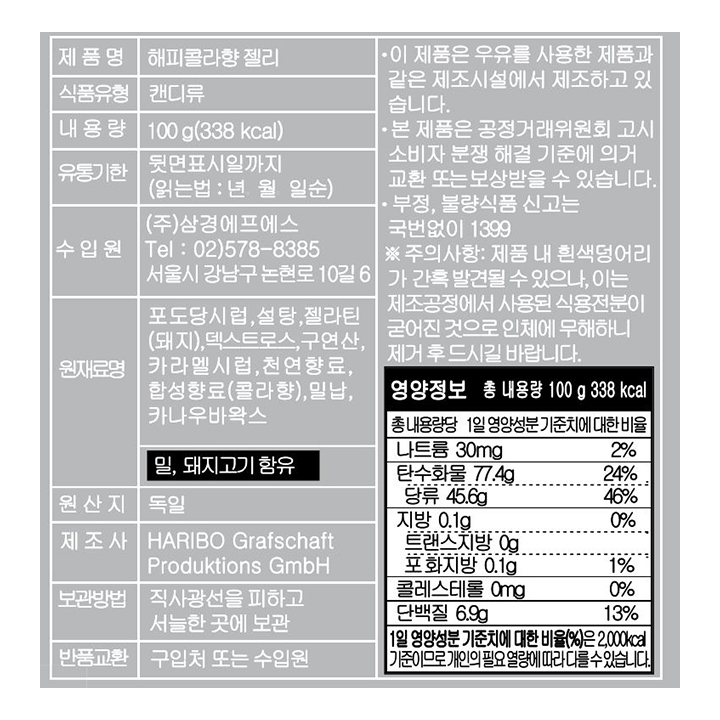 제 품 명 해피콜라향 젤리
식품유형 캔디류
내 용 량 100 g(338 kcal)
유통기한 뒷면표시일까지
(읽는법 : 년 월 일순)
수 입 원 (주)삼경에프에스
Tel : 02)578-8385
서울시 강남구 논현로 10길 6
원재료명 포도당시럽,설탕,젤라틴
(돼지),덱스트로스,구연산,
카라멜시럽,천연향료,
합성향료(콜라향),밀납,
카나우바왁스
밀, 돼지고기 함유
원 산 지 독일
제 조 사 HARIBO Grafschaft
Produktions GmbH
보관방법 직사광선을 피하고
서늘한 곳에 보관
반품교환 구입처 또는 수입원
•이 제품은 우유를 사용한 제품과
같은 제조시설에서 제조하고 있
습니다.
•본 제품은 공정거래위원회 고시
소비자 분쟁 해결 기준에 의거
교환 또는보상받을 수 있습니다.
• 부정, 불량식품 신고는
국번없이 1399
※ 주의사항: 제품 내 흰색덩어리
가 간혹 발견될 수 있으나, 이는
제조공정에서 사용된 식용전분이
굳어진 것으로 인체에 무해하니
제거 후 드시길 바랍니다.
영양정보 총 내용량 100 g 338 kcal
총 내용량당 1일 영양성분 기준치에 대한 비율
나트륨 30mg 2%
탄수화물 77.4g 24%
당류 45.6g 46%
지방 0.1g 0%
트랜스지방 0g
포화지방 0.1g 1%
콜레스테롤 0mg 0%
단백질 6.9g 13%
1일 영양성분 기준치에 대한 비율(%)은 2,000kcal
기준이므로 개인의 필요 열량에 따라 다를 수 있습니다.